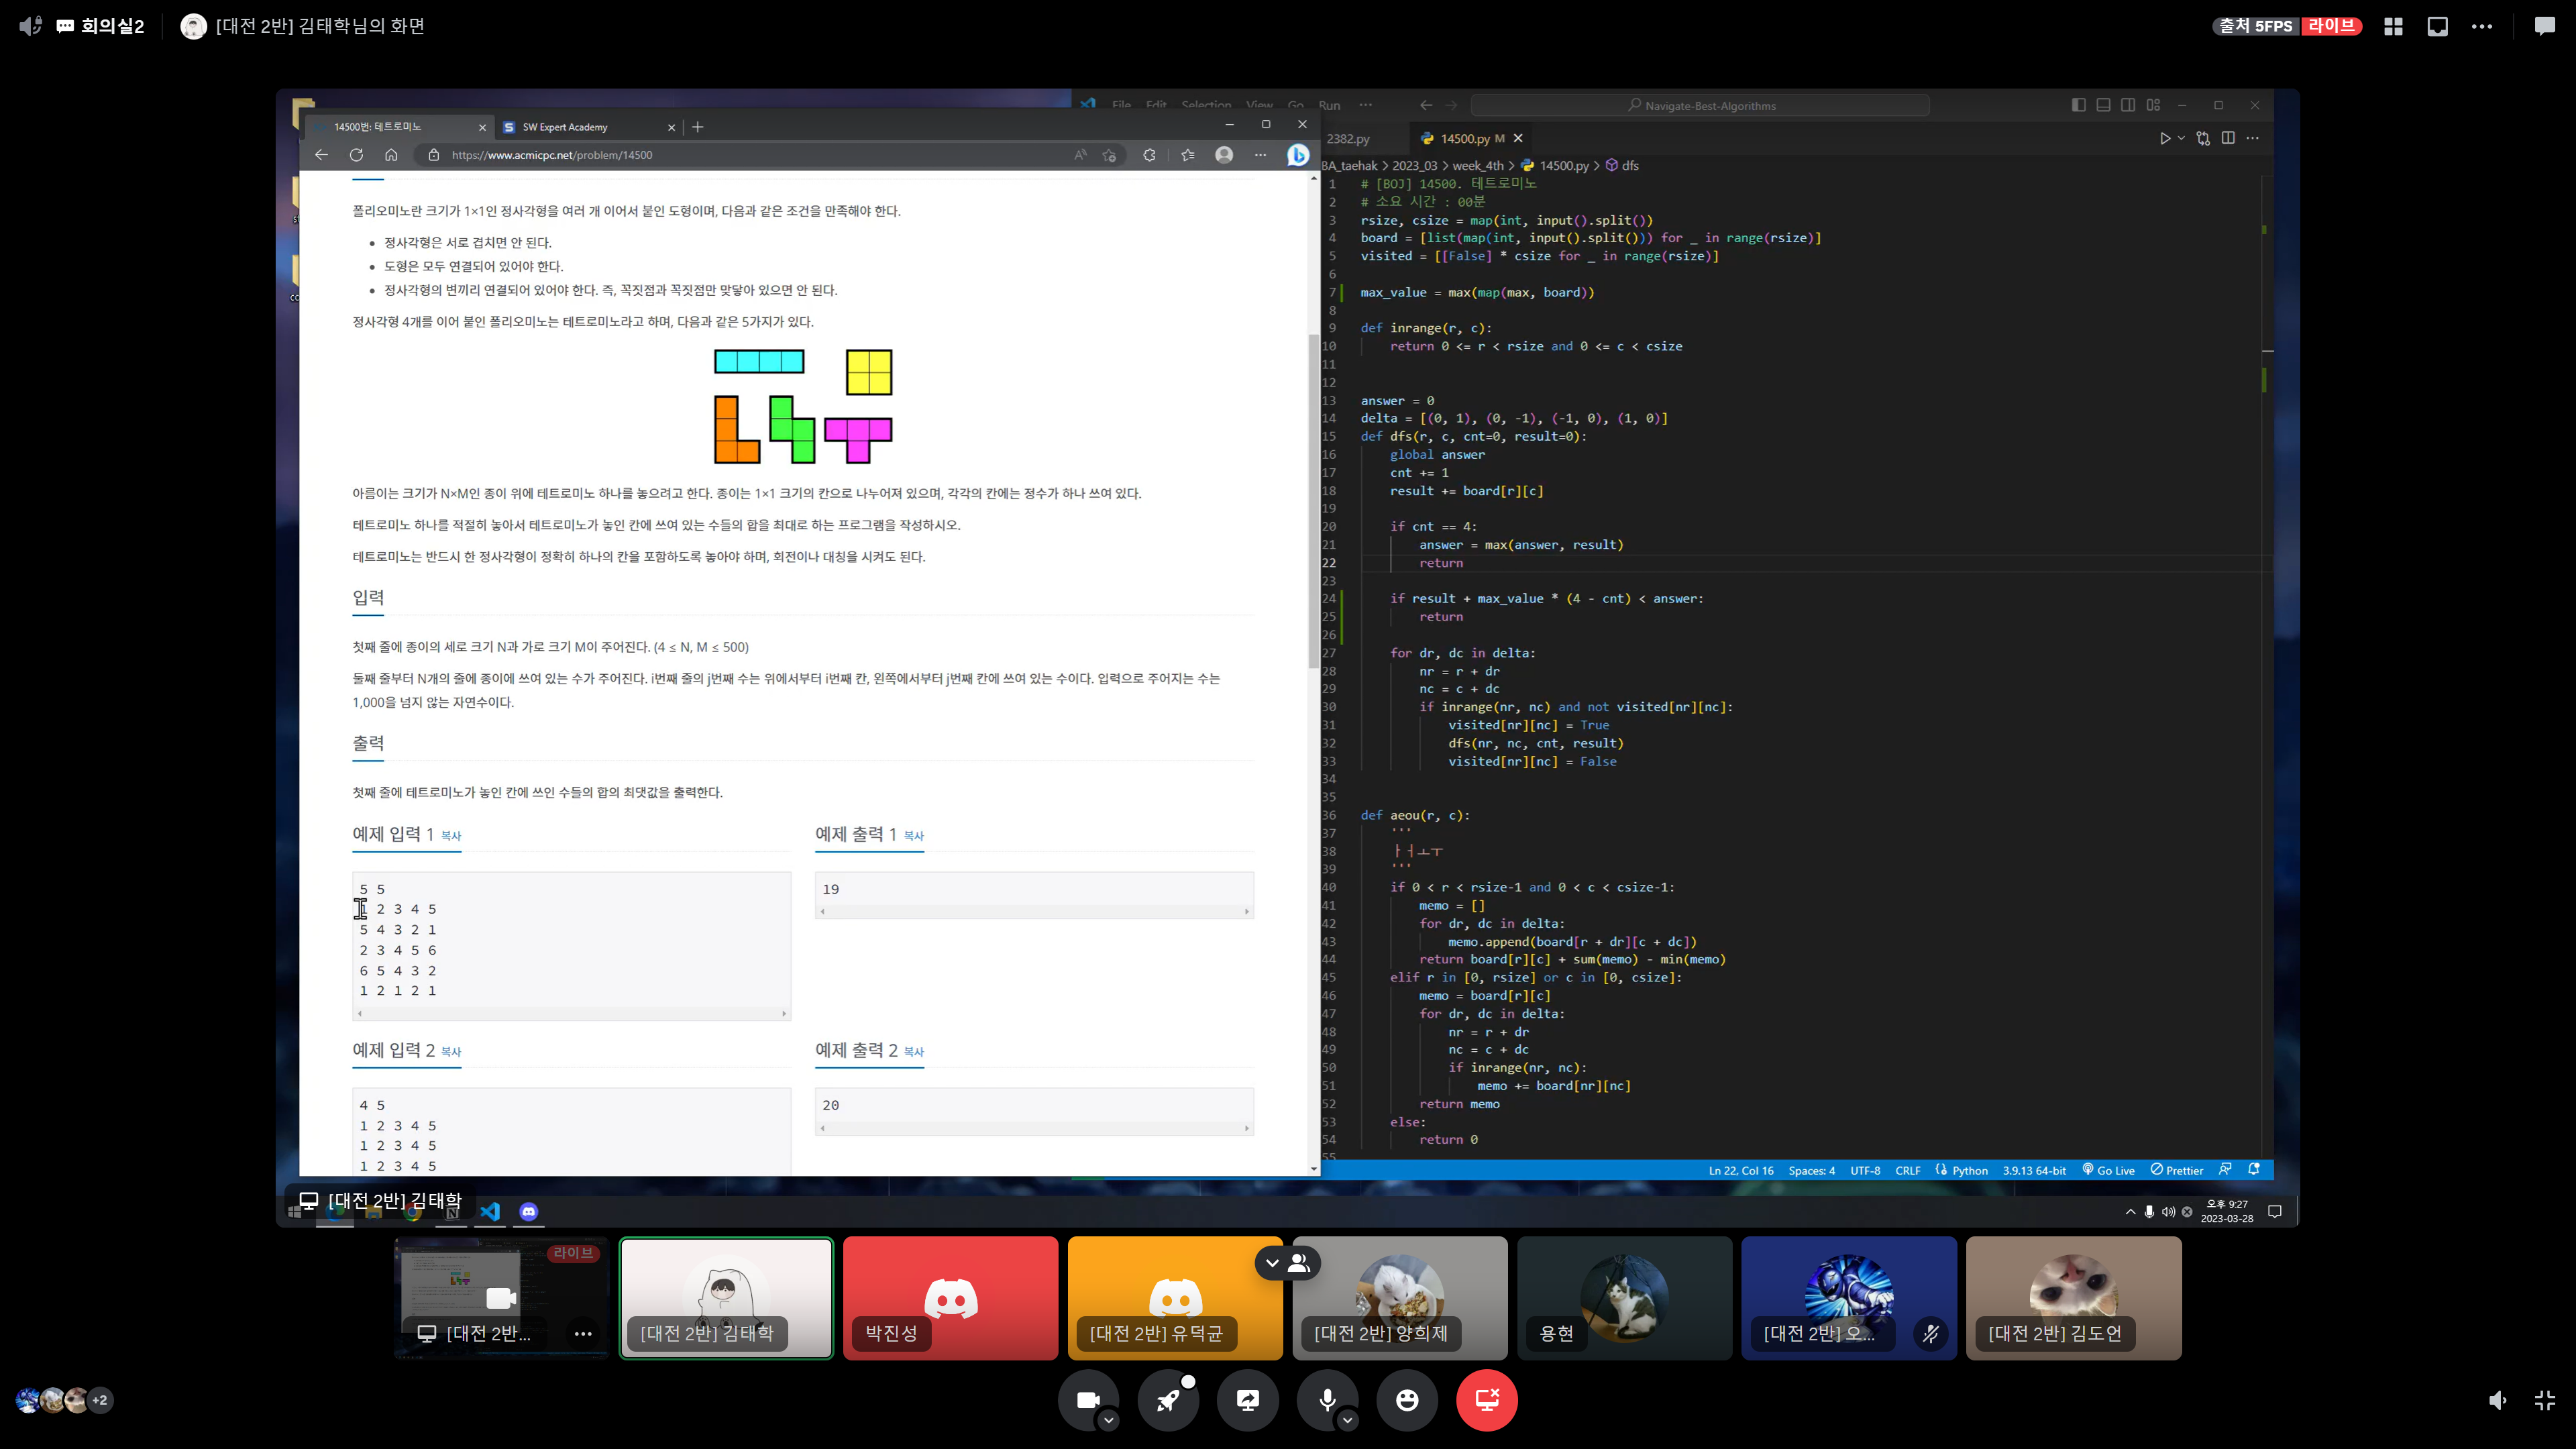 회의실2
[대전 2반] 김태학님의 화면
출처 5FPS 라이브
14500번: 테트로미노
SW Expert Academy
https://www.acmicpc.net/problem/14500
폴리오미노란 크기가 1×1인 정사각형을 여러 개 이어서 붙인 도형이며, 다음과 같은 조건을 만족해야 한다.
정사각형은 서로 겹치면 안 된다.
도형은 모두 연결되어 있어야 한다.
정사각형의 변끼리 연결되어 있어야 한다. 즉, 꼭짓점과 꼭짓점만 맞닿아 있으면 안 된다.
정사각형 4개를 이어 붙인 폴리오미노는 테트로미노라고 하며, 다음과 같은 5가지가 있다.
아름이는 크기가 N×M인 종이 위에 테트로미노 하나를 놓으려고 한다. 종이는 1×1 크기의 칸으로 나누어져 있으며, 각각의 칸에는 정수가 하나 쓰여 있다.
테트로미노 하나를 적절히 놓아서 테트로미노가 놓인 칸에 쓰여 있는 수들의 합을 최대로 하는 프로그램을 작성하시오.
테트로미노는 반드시 한 정사각형이 정확히 하나의 칸을 포함하도록 놓아야 하며, 회전이나 대칭을 시켜도 된다.
입력
첫째 줄에 종이의 세로 크기 N과 가로 크기 M이 주어진다. (4 ≤ N, M ≤ 500)
둘째 줄부터 N개의 줄에 종이에 쓰여 있는 수가 주어진다. i번째 줄의 j번째 수는 위에서부터 i번째 칸, 왼쪽에서부터 j번째 칸에 쓰여 있는 수이다. 입력으로 주어지는 수는
1,000을 넘지 않는 자연수이다.
출력
첫째 줄에 테트로미노가 놓인 칸에 쓰인 수들의 합의 최댓값을 출력한다.
예제 입력 1 복사
5 5
1 2 3 4 5
5 4 3 2 1
2 3 4 5 6
6 5 4 3 2
1 2 1 2 1
예제 출력 1 복사
19
예제 입력 2 복사
4 5
1 2 3 4 5
1 2 3 4 5
1 2 3 4 5
예제 출력 2 복사
20
File Edit Selection View Go Run ···
Navigate-Best-Algorithms
2382.py
14500.py M
BA_taehak > 2023_03 > week_4th > 14500.py > dfs
1 # [BOJ] 14500. 테트로미노
2 # 소요 시간 : 00분
3 rsize, csize = map(int, input().split())
4 board = [list(map(int, input().split())) for _ in range(rsize)]
5 visited = [[False] * csize for _ in range(rsize)]
6
7 max_value = max(map(max, board))
8
9 def inrange(r, c):
10 return 0 <= r < rsize and 0 <= c < csize
11
12
13 answer = 0
14 delta = [(0, 1), (0, -1), (-1, 0), (1, 0)]
15 def dfs(r, c, cnt=0, result=0):
16 global answer
17 cnt += 1
18 result += board[r][c]
19
20 if cnt == 4:
21 answer = max(answer, result)
22 return
23
24 if result + max_value * (4 - cnt) < answer:
25 return
26
27 for dr, dc in delta:
28 nr = r + dr
29 nc = c + dc
30 if inrange(nr, nc) and not visited[nr][nc]:
31 visited[nr][nc] = True
32 dfs(nr, nc, cnt, result)
33 visited[nr][nc] = False
34
35
36 def aeou(r, c):
37 '''
38 ㅏㅓㅗㅜ
39 '''
40 if 0 < r < rsize-1 and 0 < c < csize-1:
41 memo = []
42 for dr, dc in delta:
43 memo.append(board[r + dr][c + dc])
44 return board[r][c] + sum(memo) - min(memo)
45 elif r in [0, rsize] or c in [0, csize]:
46 memo = board[r][c]
47 for dr, dc in delta:
48 nr = r + dr
49 nc = c + dc
50 if inrange(nr, nc):
51 memo += board[nr][nc]
52 return memo
53 else:
54 return 0
55
Ln 22, Col 16 Spaces: 4 UTF-8 CRLF Python 3.9.13 64-bit Go Live Prettier
[대전 2반] 김태학
오후 9:27
2023-03-28
라이브
[대전 2반...
[대전 2반] 김태학
박진성
[대전 2반] 유덕균
[대전 2반] 양희제
용현
[대전 2반] 오...
[대전 2반] 김도언
+2